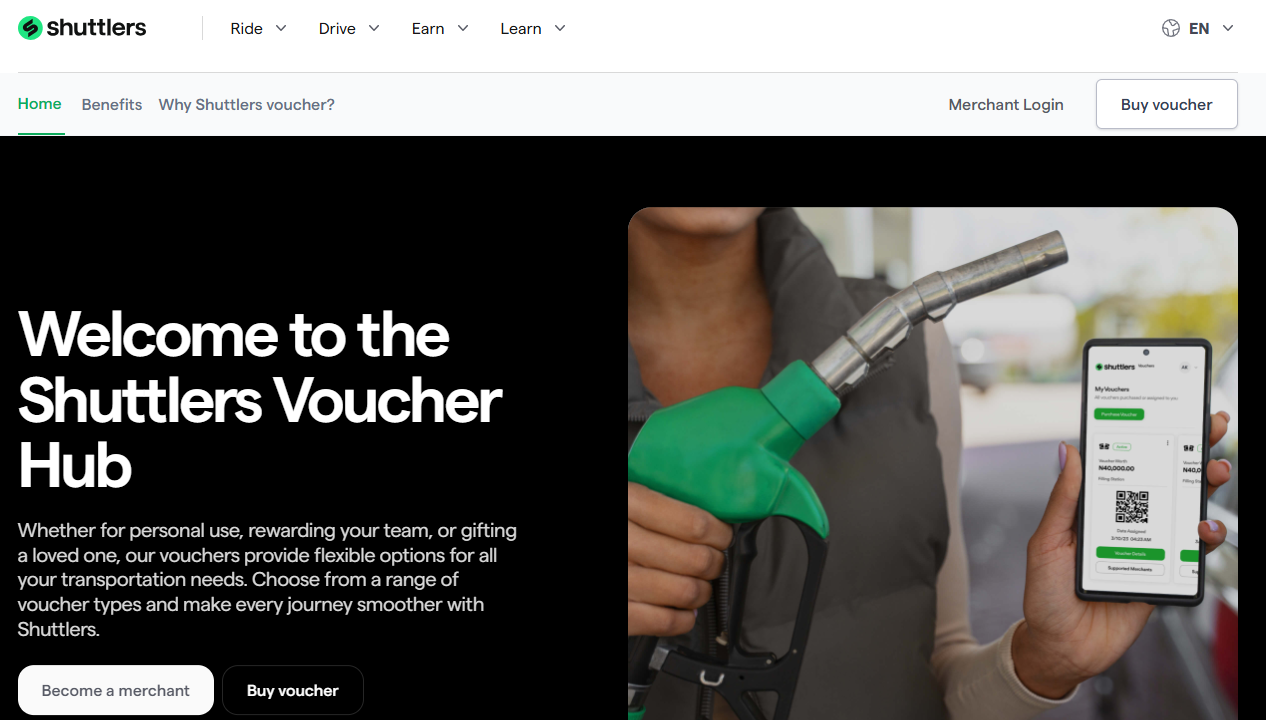 shuttlers
Ride
Drive
Earn
Learn
EN
Home
Benefits
Why Shuttlers voucher?
Merchant Login
Buy voucher
Welcome to the
Shuttlers Voucher
Hub
Whether for personal use, rewarding your team, or gifting
a loved one, our vouchers provide flexible options for all
your transportation needs. Choose from a range of
voucher types and make every journey smoother with
Shuttlers.
Become a merchant
Buy voucher
shuttlers
Vouchers
My Vouchers
All vouchers purchased or assigned to you
Purchase Voucher
Voucher Worth
₦40,000.00
Filling Station
Date Assigned
Voucher Details
Supported Merchants